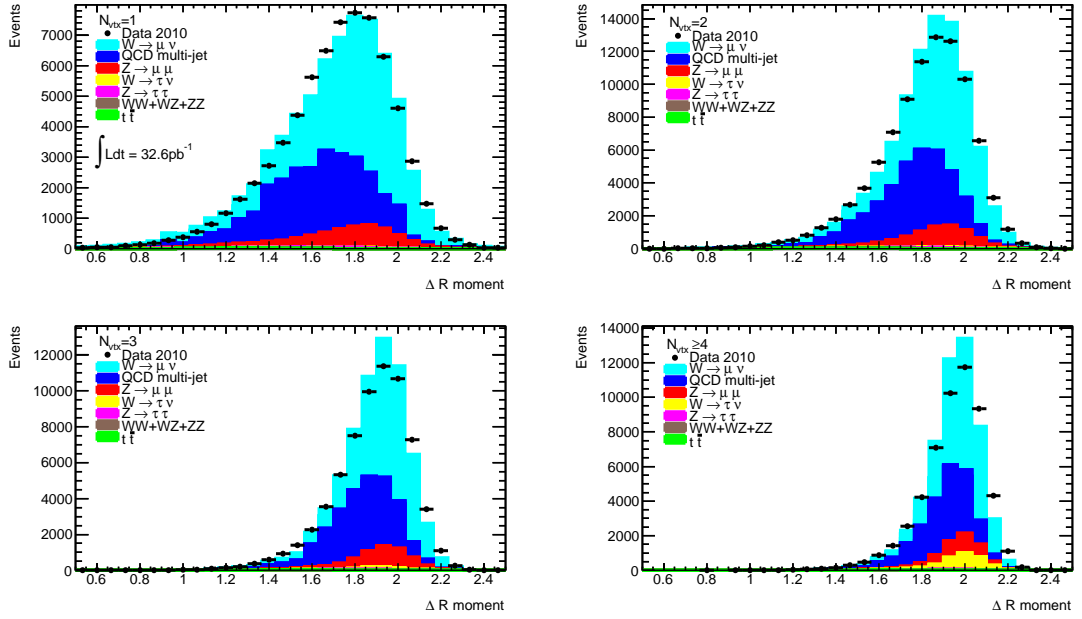 Events
N_vtx=1
Data 2010
W → μ ν
QCD multi-jet
Z → μ μ
W → τ ν
Z → τ τ
WW+WZ+ZZ
t t̄
∫ Ldt = 32.6pb⁻¹
7000
6000
5000
4000
3000
2000
1000
0
0.6 0.8 1 1.2 1.4 1.6 1.8 2 2.2 2.4
Δ R moment
Events
N_vtx=2
Data 2010
W → μ ν
QCD multi-jet
Z → μ μ
W → τ ν
Z → τ τ
WW+WZ+ZZ
t t̄
14000
12000
10000
8000
6000
4000
2000
0
0.6 0.8 1 1.2 1.4 1.6 1.8 2 2.2 2.4
Δ R moment
Events
N_vtx=3
Data 2010
W → μ ν
QCD multi-jet
Z → μ μ
W → τ ν
Z → τ τ
WW+WZ+ZZ
t t̄
12000
10000
8000
6000
4000
2000
0
0.6 0.8 1 1.2 1.4 1.6 1.8 2 2.2 2.4
Δ R moment
Events
N_vtx ≥4
Data 2010
W → μ ν
QCD multi-jet
Z → μ μ
W → τ ν
Z → τ τ
WW+WZ+ZZ
t t̄
14000
12000
10000
8000
6000
4000
2000
0
0.6 0.8 1 1.2 1.4 1.6 1.8 2 2.2 2.4
Δ R moment